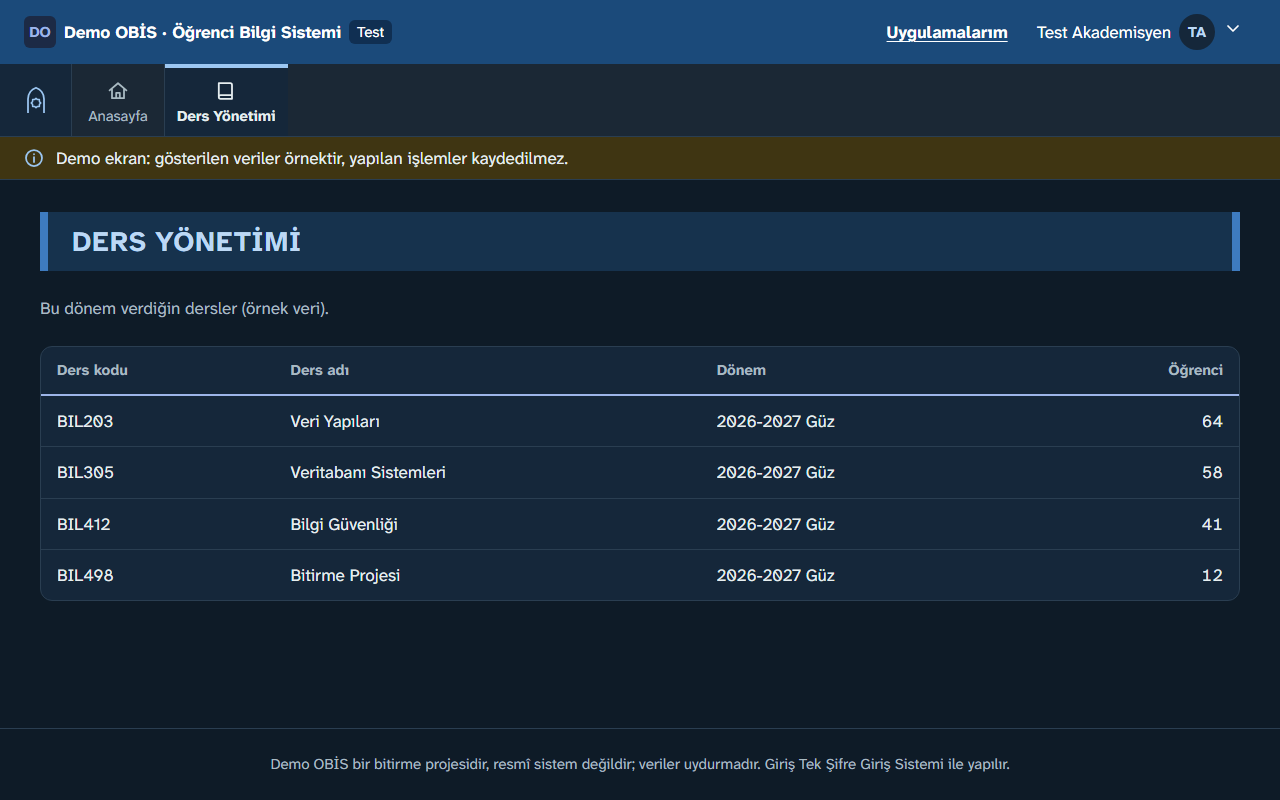 DO Demo OBİS · Öğrenci Bilgi Sistemi Test Uygulamalarım Test Akademisyen TA
Anasayfa Ders Yönetimi
Demo ekran: gösterilen veriler örnektir, yapılan işlemler kaydedilmez.
DERS YÖNETİMİ
Bu dönem verdiğin dersler (örnek veri).
Ders kodu Ders adı Dönem Öğrenci
BIL203 Veri Yapıları 2026-2027 Güz 64
BIL305 Veritabanı Sistemleri 2026-2027 Güz 58
BIL412 Bilgi Güvenliği 2026-2027 Güz 41
BIL498 Bitirme Projesi 2026-2027 Güz 12
Demo OBİS bir bitirme projesidir, resmî sistem değildir; veriler uydurmadır. Giriş Tek Şifre Giriş Sistemi ile yapılır.